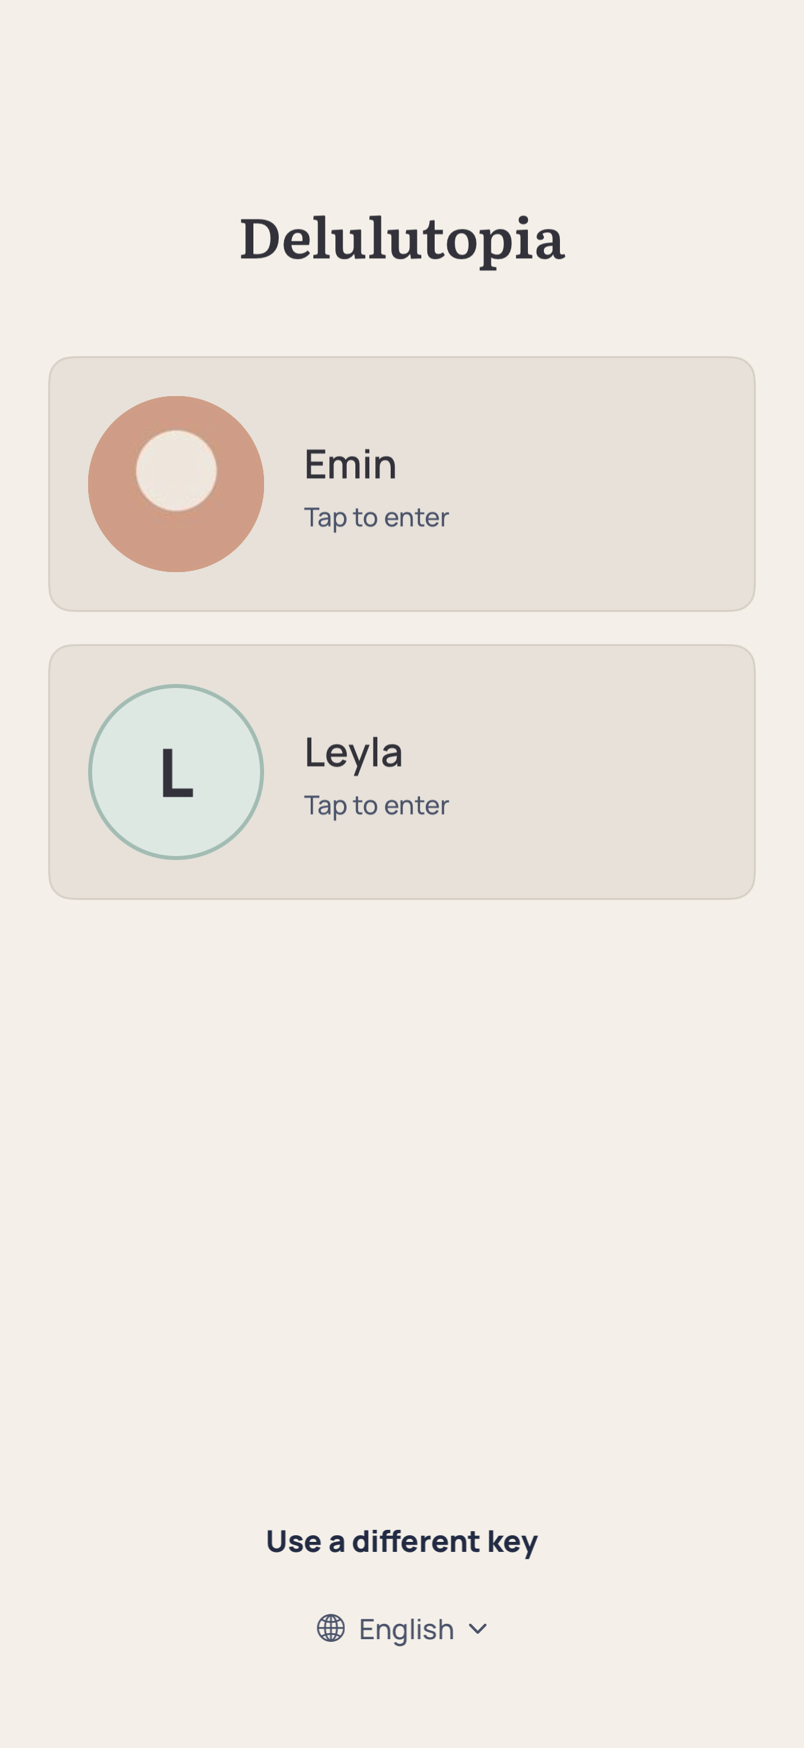 Delulutopia
Emin
Tap to enter
L
Leyla
Tap to enter
Use a different key
English